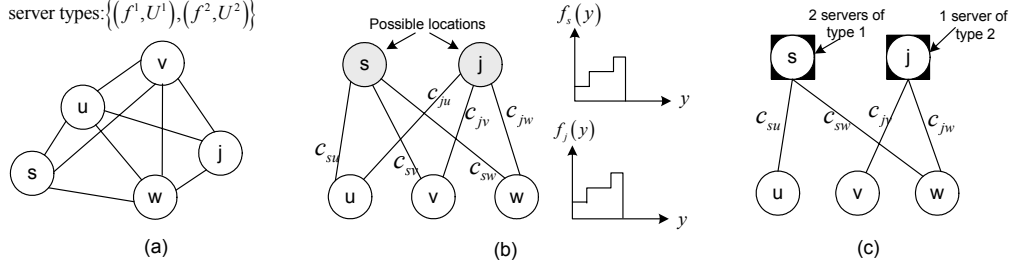 server types:{(f¹,U¹),(f²,U²)}
v
u
j
s
w
(a)
Possible locations
s
j
c_ju
c_jv
c_jw
c_su
c_sv
c_sw
u
v
w
(b)
f_s(y)
y
f_j(y)
y
2 servers of
type 1
1 server of
type 2
s
j
c_su
c_sw
c_jv
c_jw
u
v
w
(c)